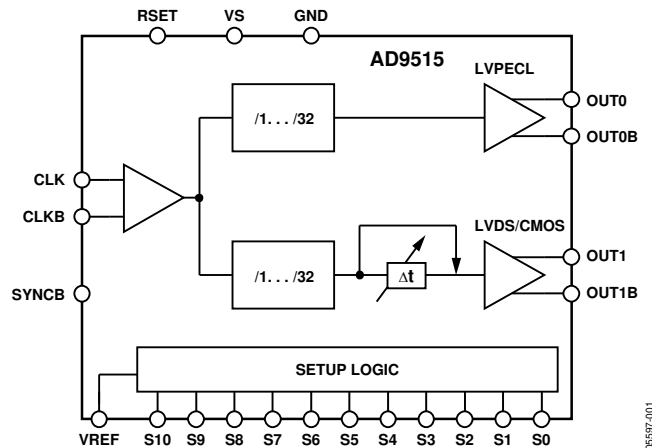 RSET VS GND
AD9515
LVPECL
/1. . . /32
OUT0
OUT0B
CLK
CLKB
LVDS/CMOS
/1. . . /32
Δt
OUT1
OUT1B
SYNCB
SETUP LOGIC
VREF S10 S9 S8 S7 S6 S5 S4 S3 S2 S1 S0
05597-001